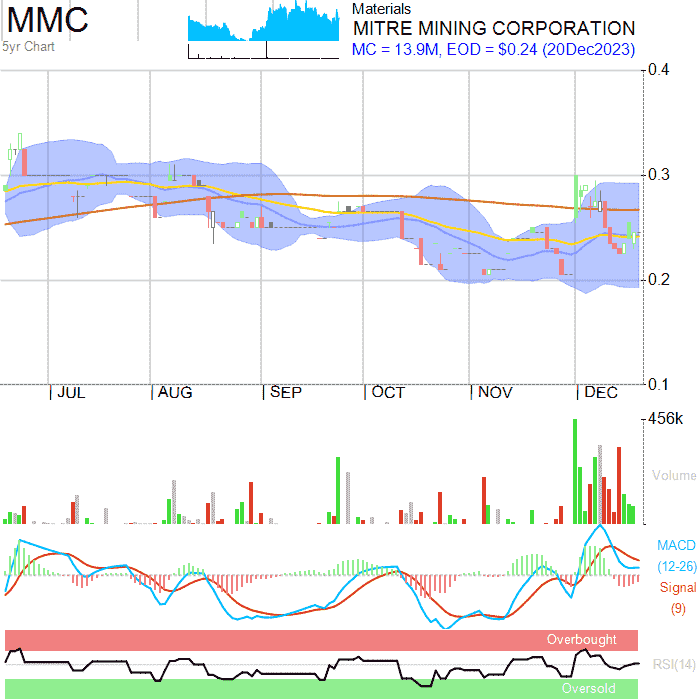 MMC
5yr Chart
Materials
MITRE MINING CORPORATION
MC = 13.9M, EOD = $0.24 (20Dec2023)
0.4
0.3
0.2
0.1
JUL
AUG
SEP
OCT
NOV
DEC
456k
Volume
MACD
(12-26)
Signal
(9)
Overbought
RSI(14)
Oversold